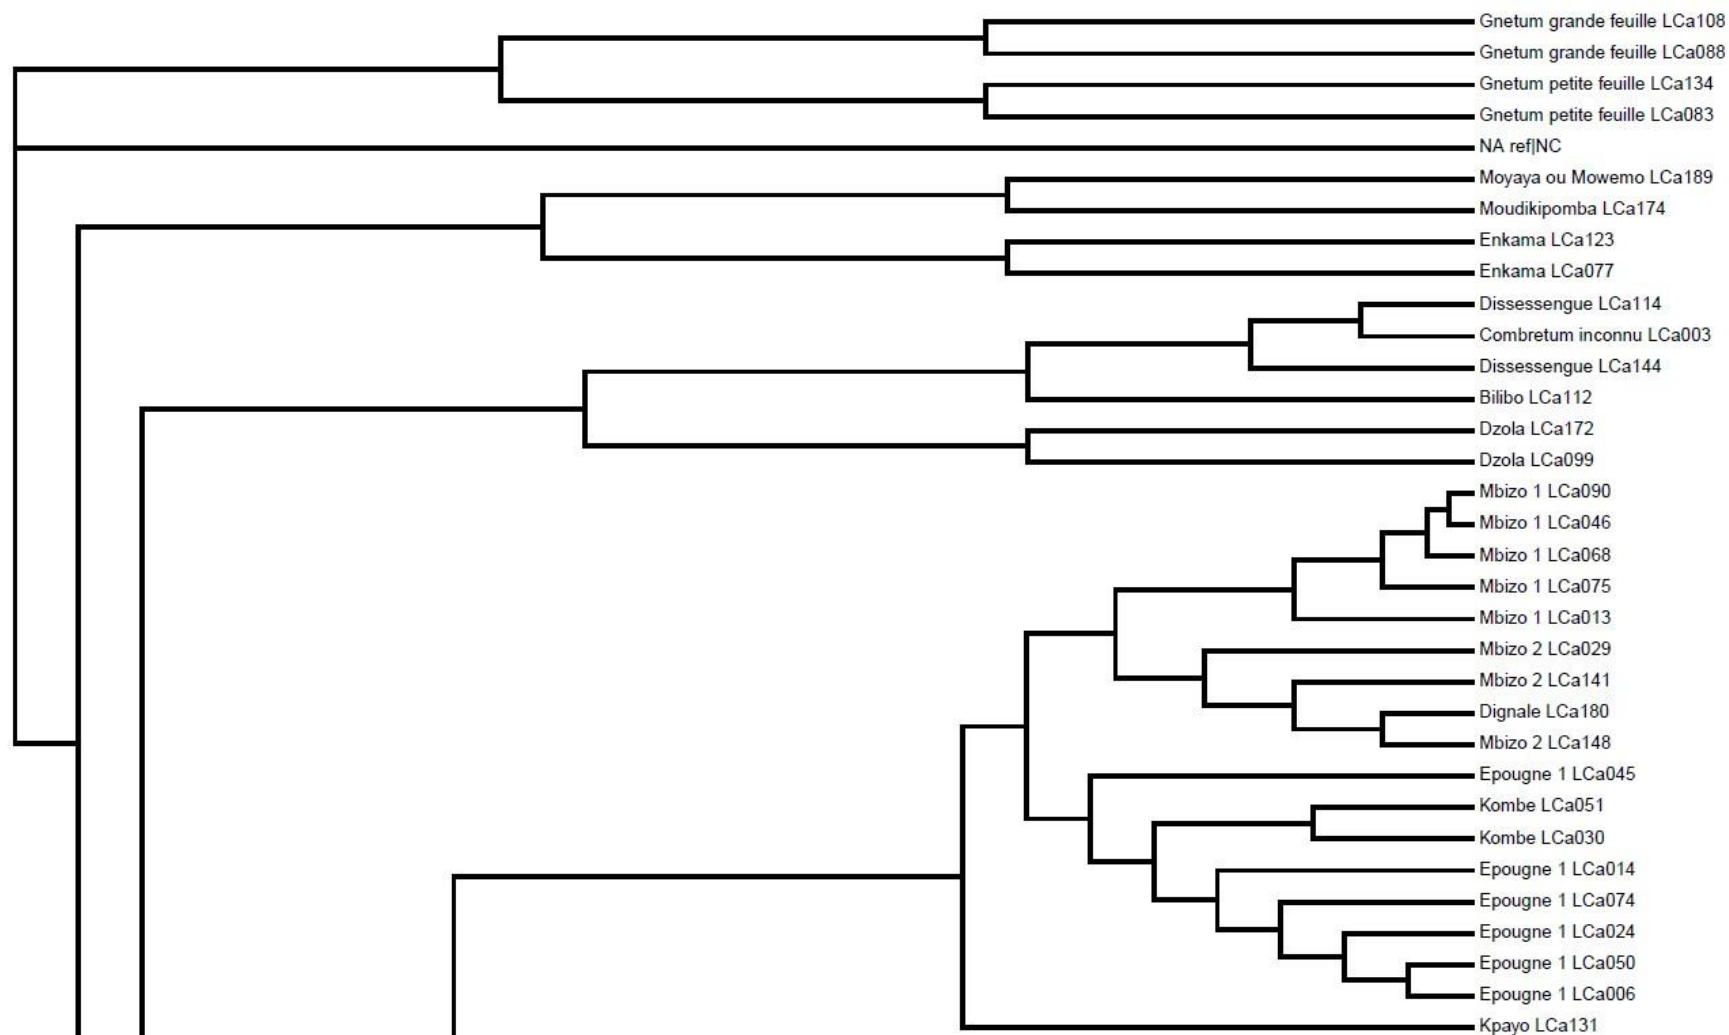 Gnetum grande feuille LCa108
Gnetum grande feuille LCa088
Gnetum petite feuille LCa134
Gnetum petite feuille LCa083
NA ref|NC
Moyaya ou Mowemo LCa189
Moudikipomba LCa174
Enkama LCa123
Enkama LCa077
Dissessengue LCa114
Combretum inconnu LCa003
Dissessengue LCa144
Bilibo LCa112
Dzola LCa172
Dzola LCa099
Mbizo 1 LCa090
Mbizo 1 LCa046
Mbizo 1 LCa068
Mbizo 1 LCa075
Mbizo 1 LCa013
Mbizo 2 LCa029
Mbizo 2 LCa141
Dignale LCa180
Mbizo 2 LCa148
Epougne 1 LCa045
Kombe LCa051
Kombe LCa030
Epougne 1 LCa014
Epougne 1 LCa074
Epougne 1 LCa024
Epougne 1 LCa050
Epougne 1 LCa006
Kpayo LCa131